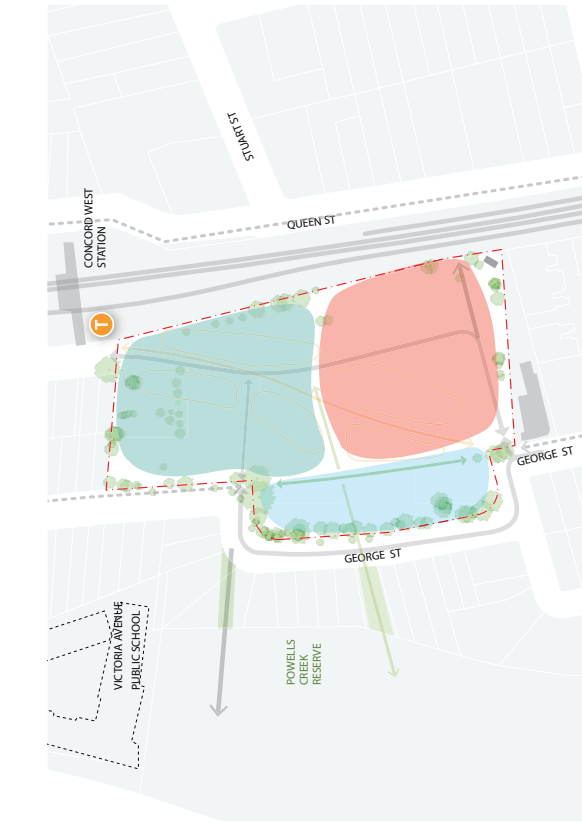 STUART ST
CONCORD WEST
STATION
QUEEN ST
T
GEORGE ST
GEORGE ST
VICTORIA AVENUE
PUBLIC SCHOOL
POWELLS
CREEK
RESERVE